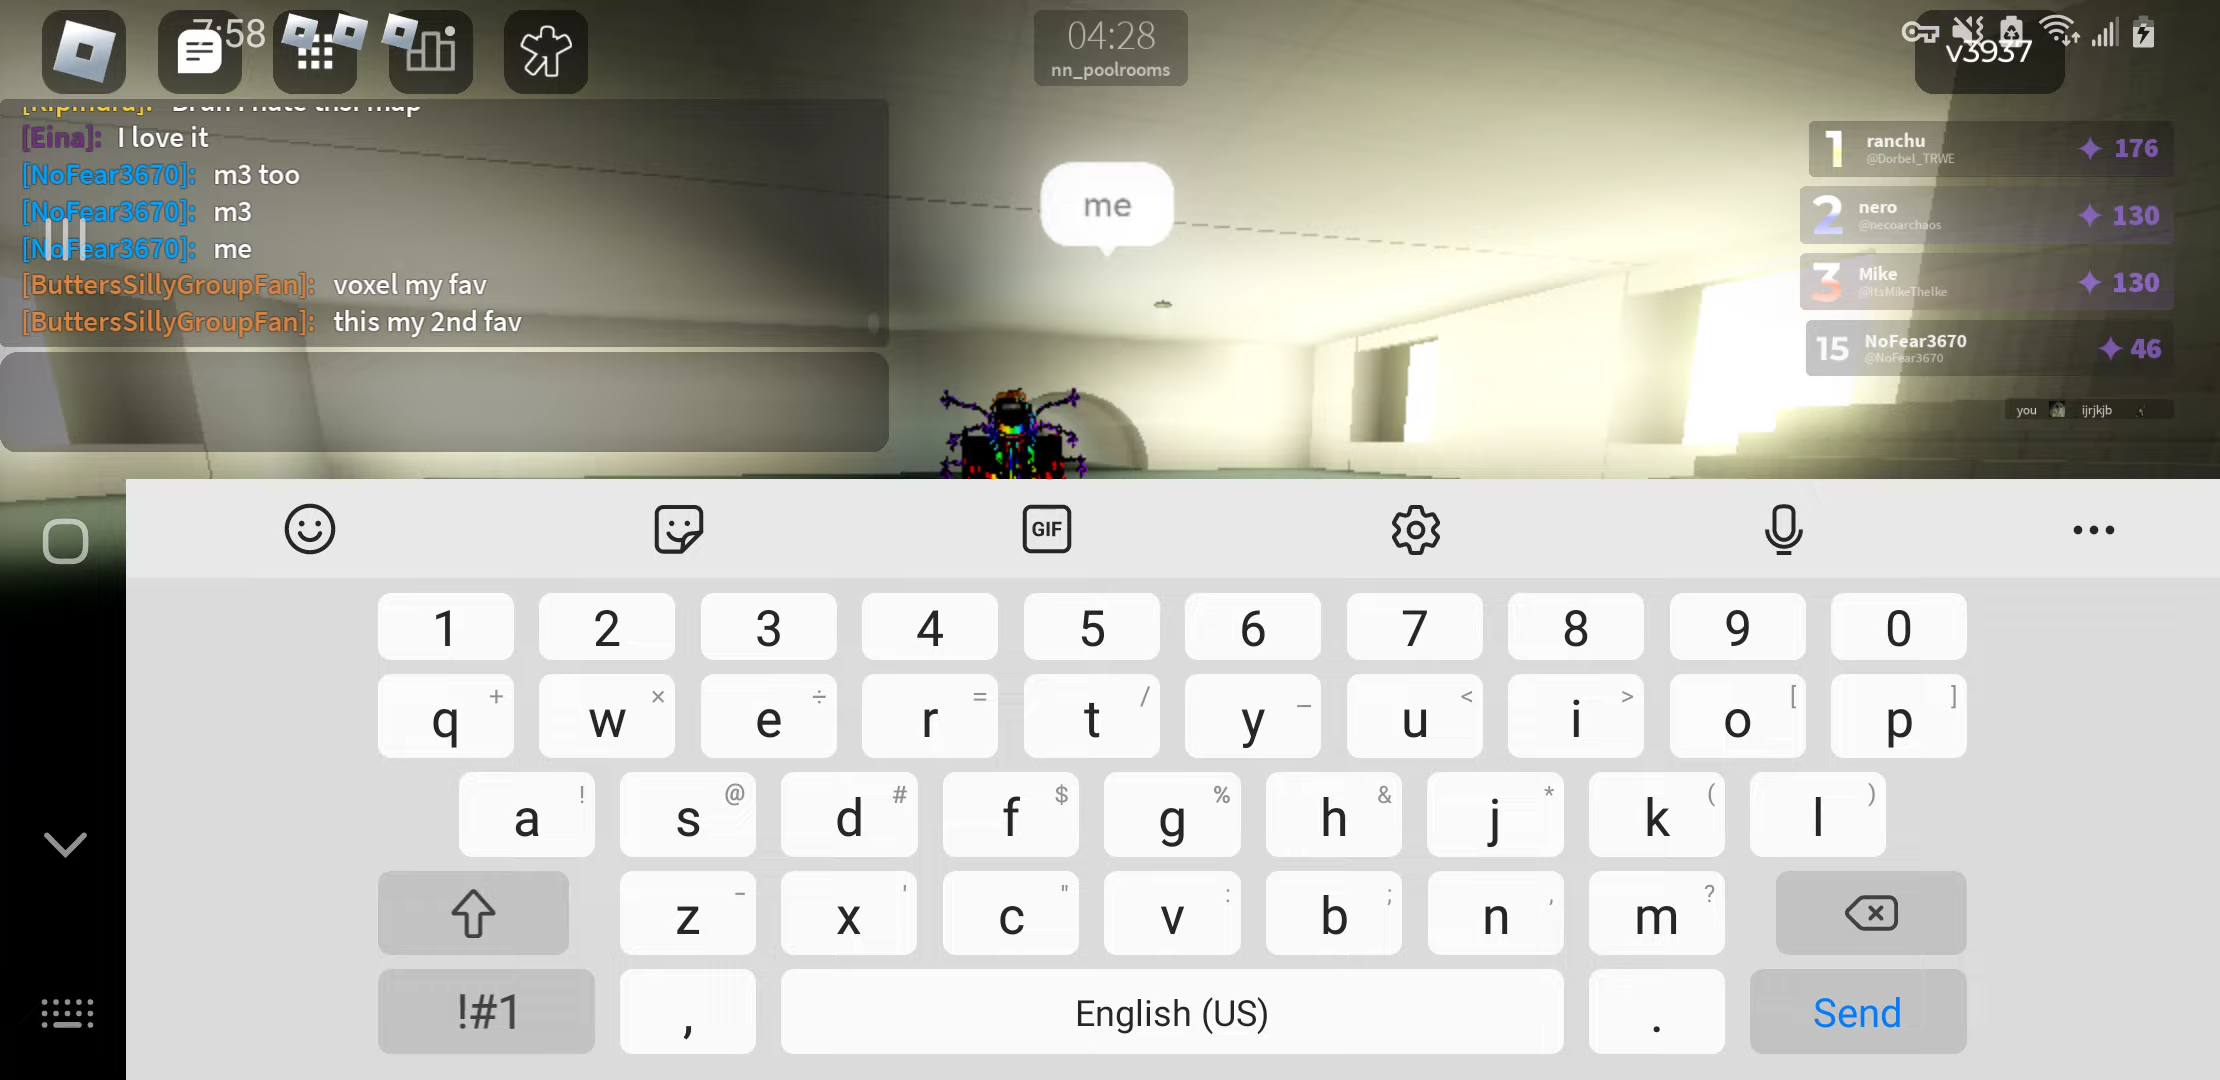 7:58
04:28
nn_poolrooms
v3937
I love it
[Eina]: I love it
[NoFear3670]: m3 too
[NoFear3670]: m3
[NoFear3670]: me
[ButtersSillyGroupFan]: voxel my fav
[ButtersSillyGroupFan]: this my 2nd fav
me
1 ranchu 176
@Dorbel_TRWE
2 nero 130
@necoarchaos
3 Mike 130
@ItsMikeTheIke
15 NoFear3670 46
@NoFear3670
you ijrjkjb
GIF
1 2 3 4 5 6 7 8 9 0
+ × ÷ = / _ < > [ ]
q w e r t y u i o p
! @ # $ % & * ( )
a s d f g h j k l
- ' " : ; , ?
z x c v b n m
!#1 , English (US) . Send